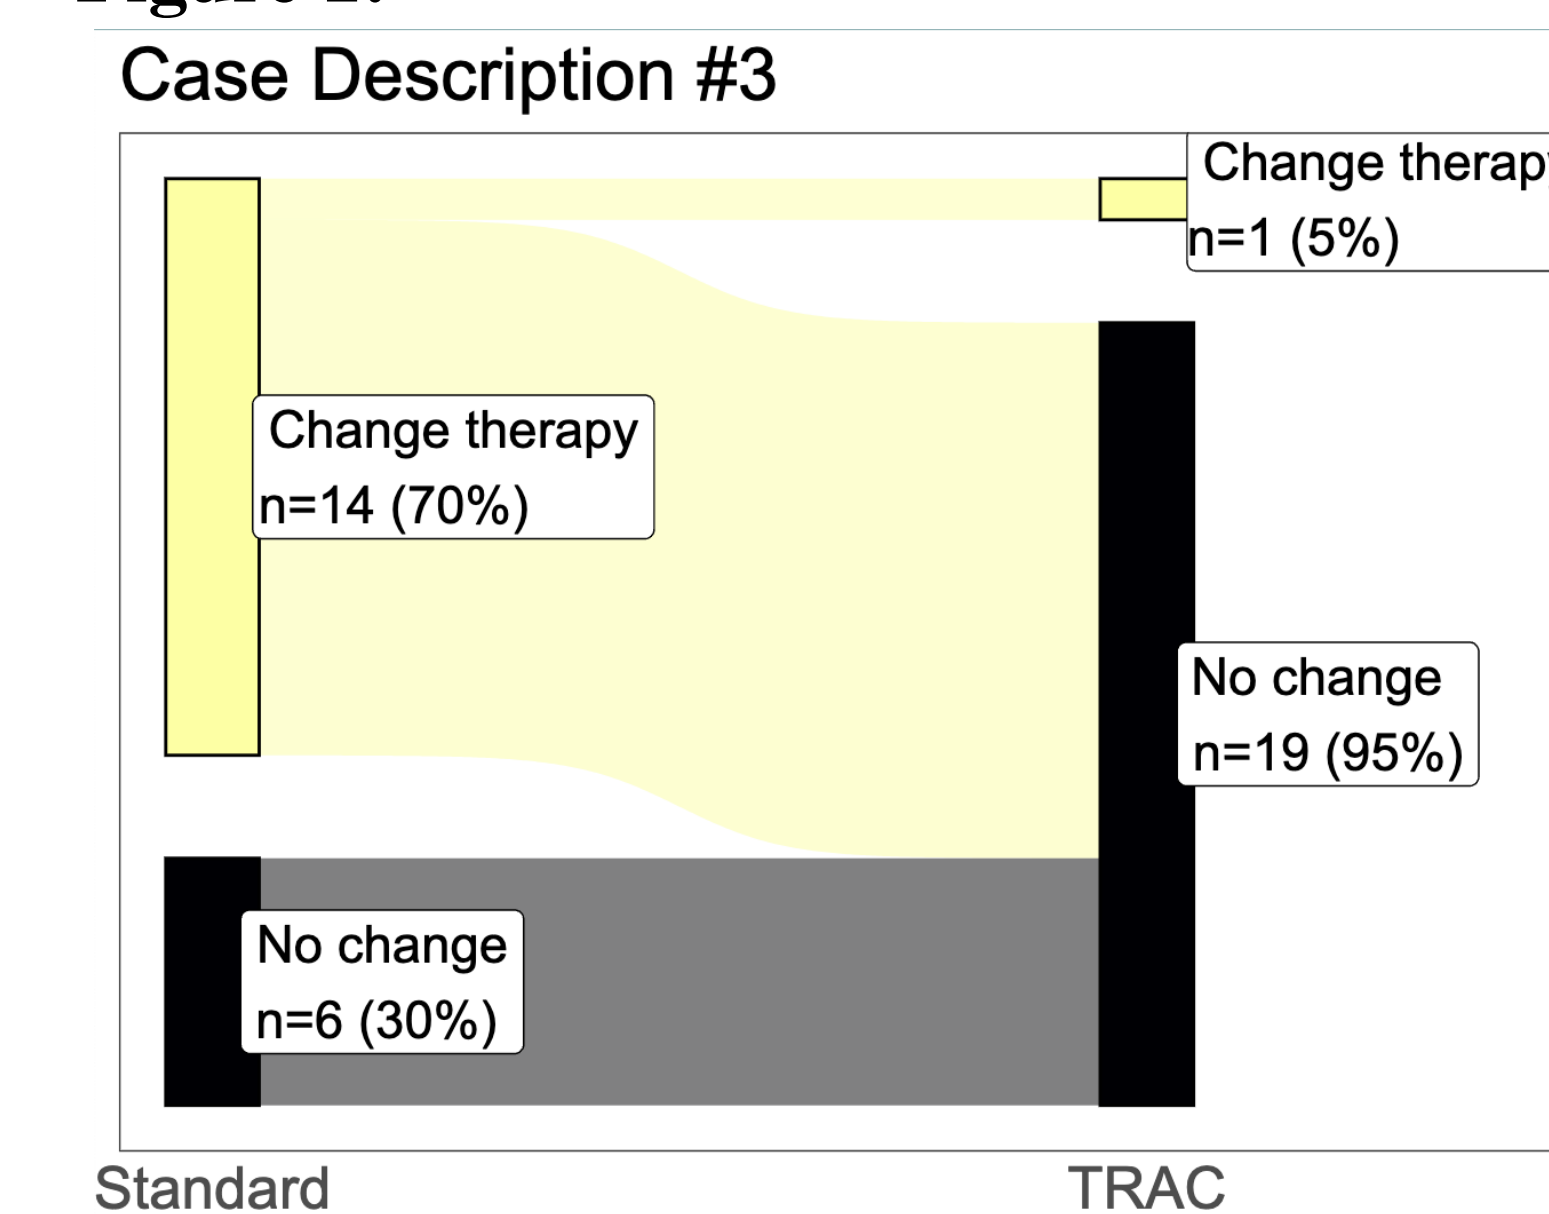 Case Description #3
Change therapy
n=1 (5%)
Change therapy
n=14 (70%)
No change
n=19 (95%)
No change
n=6 (30%)
Standard
TRAC